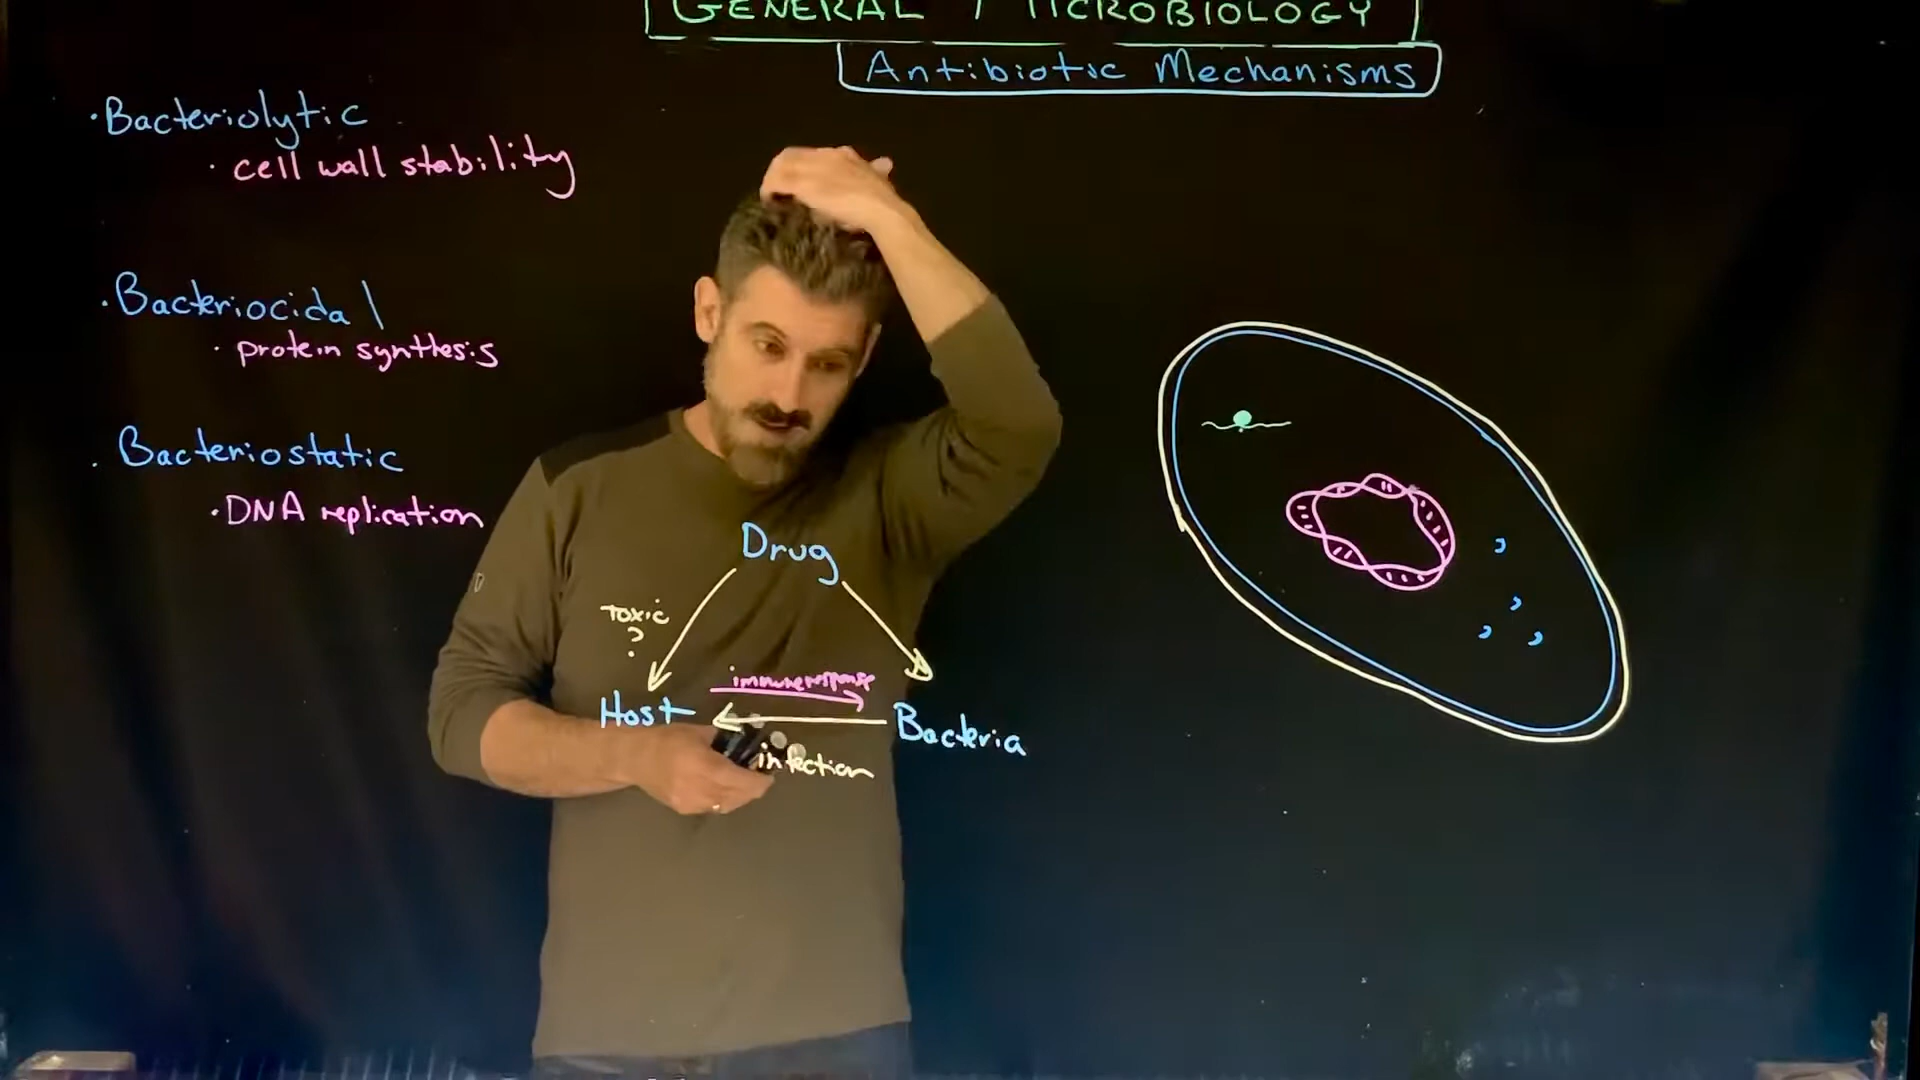 GENERAL MICROBIOLOGY
Antibiotic Mechanisms
• Bacteriolytic
• cell wall stability
• Bacteriocidal
• protein synthesis
• Bacteriostatic
• DNA replication
Drug
Toxic
?
immune response
Host
Bacteria
infection